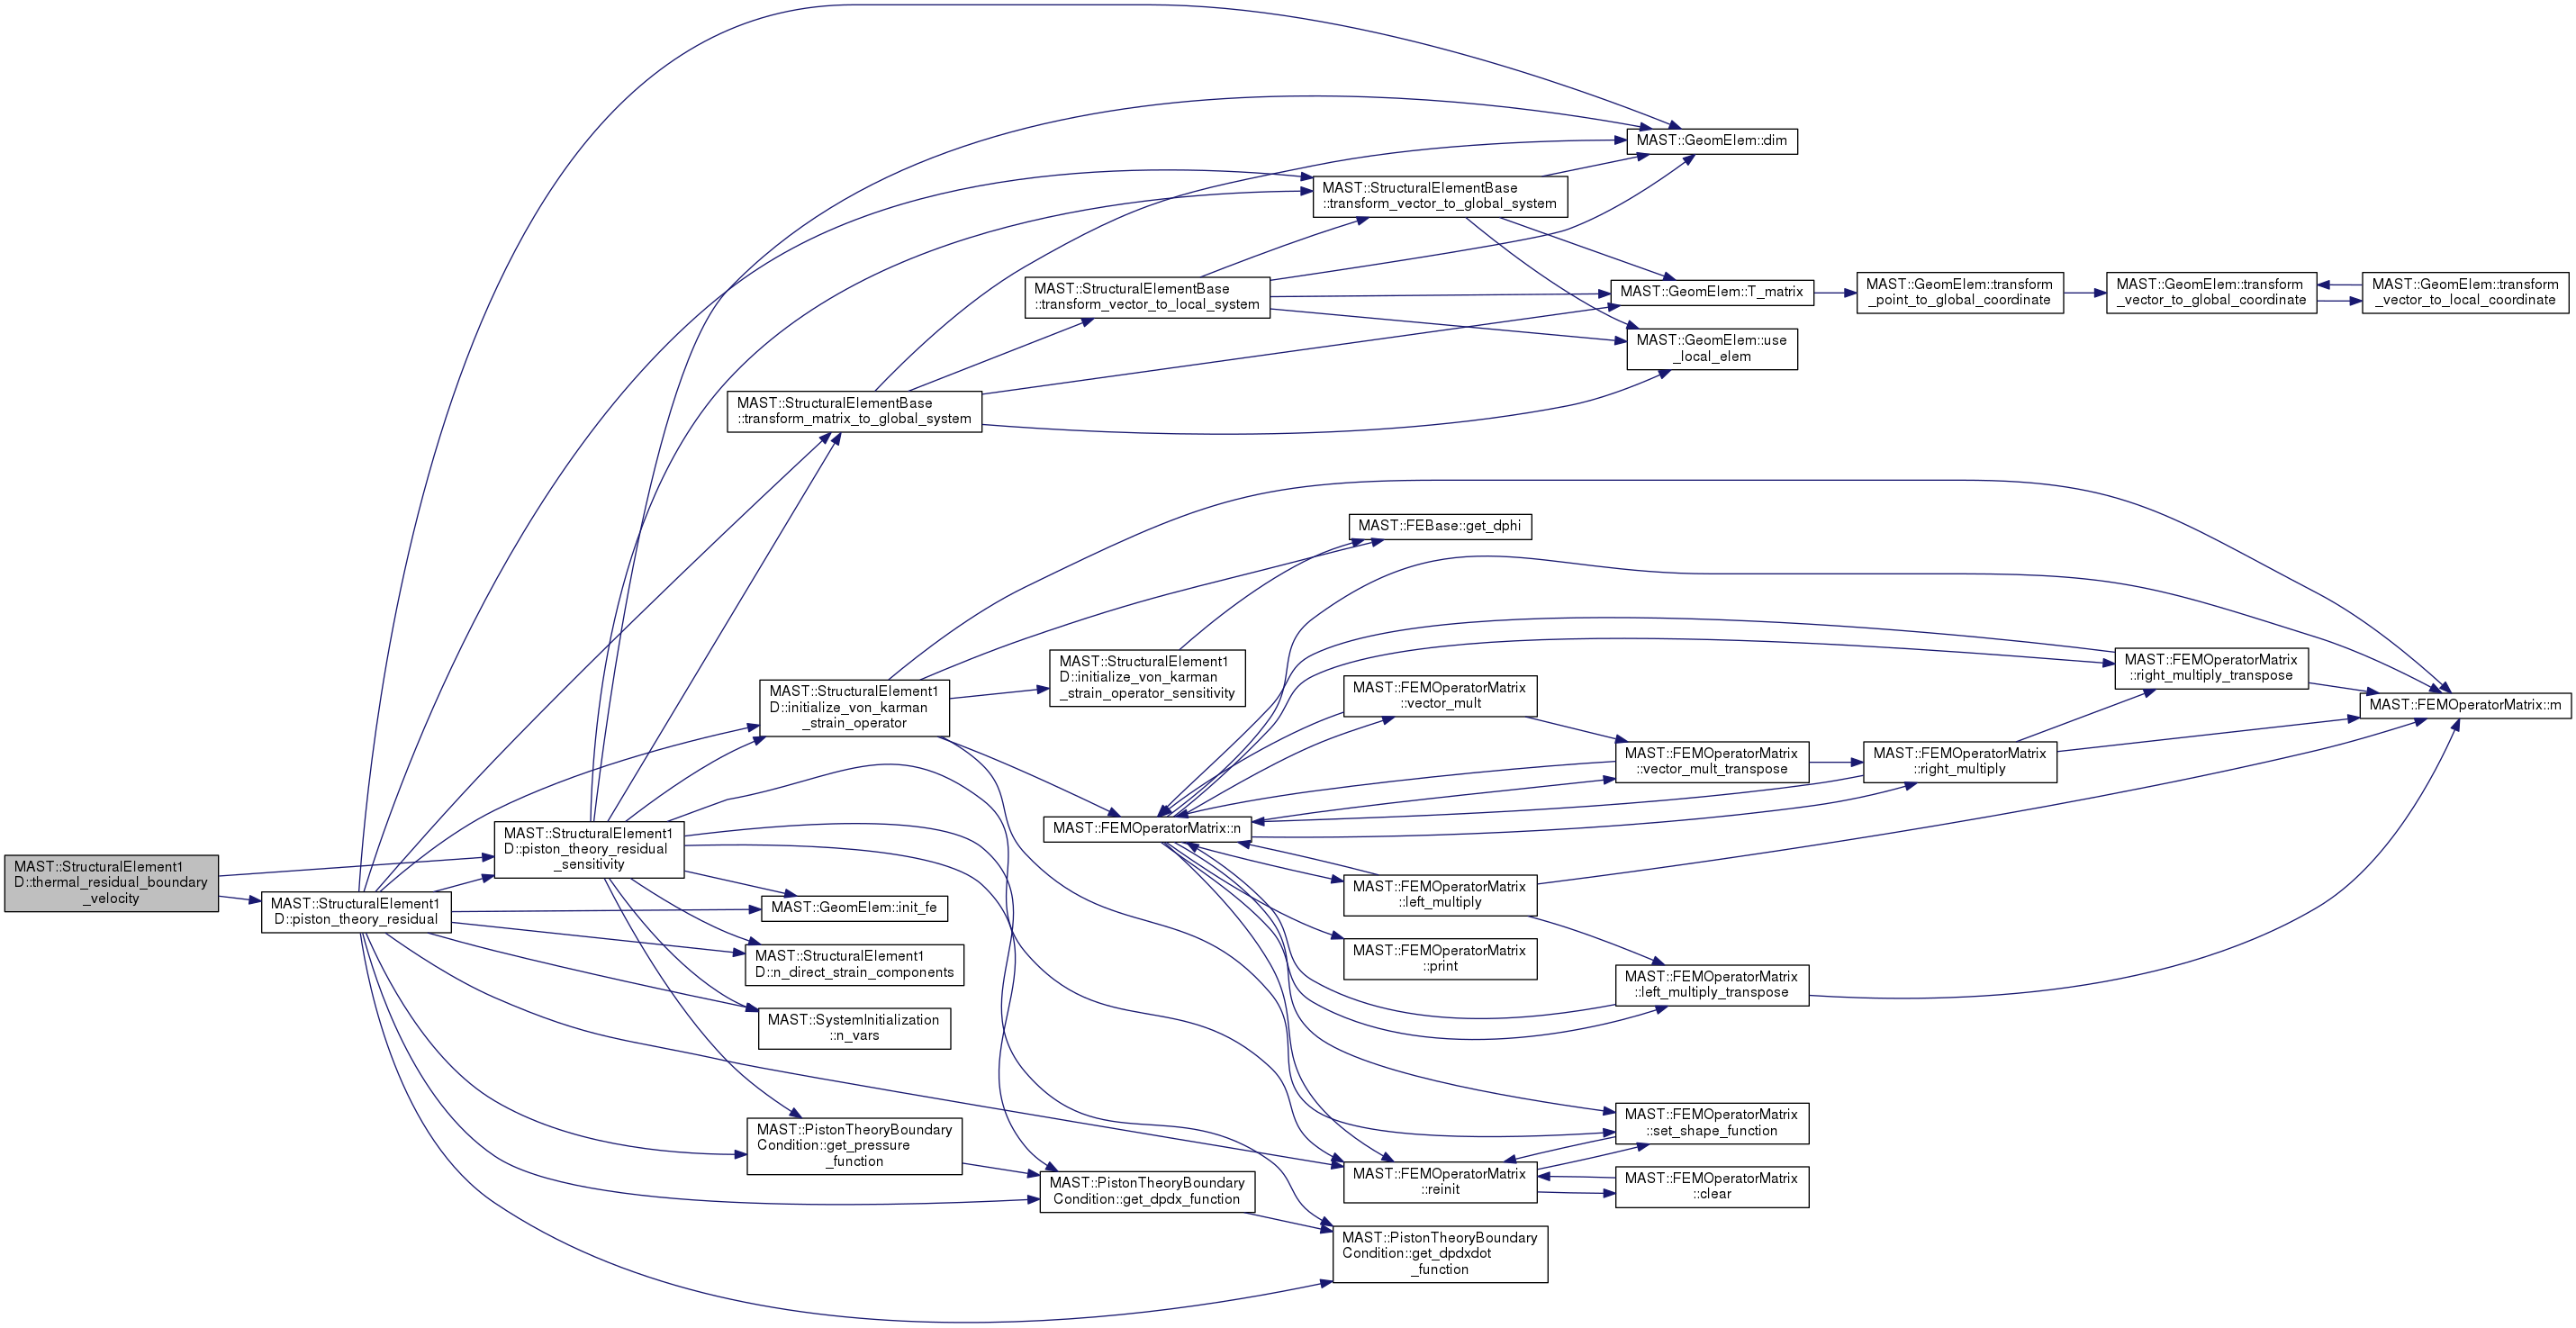 MAST::StructuralElement1
D::thermal_residual_boundary
_velocity
MAST::StructuralElement1
D::piston_theory_residual
MAST::StructuralElement1
D::piston_theory_residual
_sensitivity
MAST::StructuralElementBase
::transform_matrix_to_global_system
MAST::StructuralElement1
D::initialize_von_karman
_strain_operator
MAST::GeomElem::init_fe
MAST::StructuralElement1
D::n_direct_strain_components
MAST::SystemInitialization
::n_vars
MAST::PistonTheoryBoundary
Condition::get_pressure
_function
MAST::StructuralElementBase
::transform_vector_to_local_system
MAST::StructuralElement1
D::initialize_von_karman
_strain_operator_sensitivity
MAST::FEMOperatorMatrix::n
MAST::PistonTheoryBoundary
Condition::get_dpdx_function
MAST::StructuralElementBase
::transform_vector_to_global_system
MAST::FEBase::get_dphi
MAST::FEMOperatorMatrix
::vector_mult
MAST::FEMOperatorMatrix
::left_multiply
MAST::FEMOperatorMatrix
::print
MAST::FEMOperatorMatrix
::reinit
MAST::PistonTheoryBoundary
Condition::get_dpdxdot
_function
MAST::GeomElem::dim
MAST::GeomElem::T_matrix
MAST::GeomElem::use
_local_elem
MAST::FEMOperatorMatrix
::vector_mult_transpose
MAST::FEMOperatorMatrix
::left_multiply_transpose
MAST::FEMOperatorMatrix
::set_shape_function
MAST::FEMOperatorMatrix
::clear
MAST::GeomElem::transform
_point_to_global_coordinate
MAST::FEMOperatorMatrix
::right_multiply
MAST::GeomElem::transform
_vector_to_global_coordinate
MAST::FEMOperatorMatrix
::right_multiply_transpose
MAST::GeomElem::transform
_vector_to_local_coordinate
MAST::FEMOperatorMatrix::m